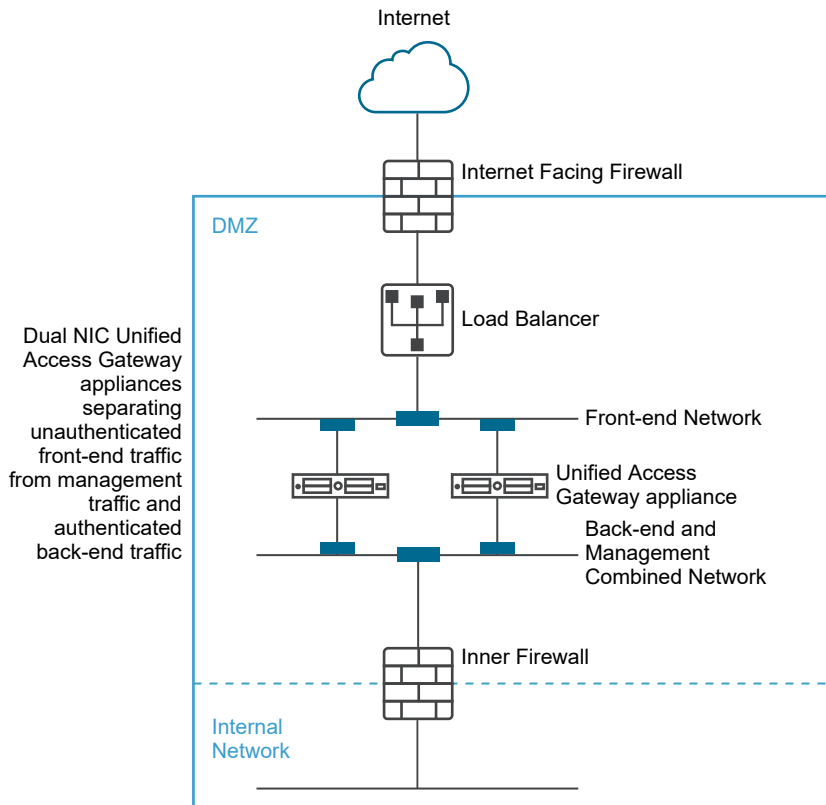 Internet
Internet Facing Firewall
DMZ
Load Balancer
Dual NIC Unified
Access Gateway
appliances
separating
unauthenticated
front-end traffic
from management
traffic and
authenticated
back-end traffic
Front-end Network
Unified Access
Gateway appliance
Back-end and
Management
Combined Network
Inner Firewall
Internal
Network